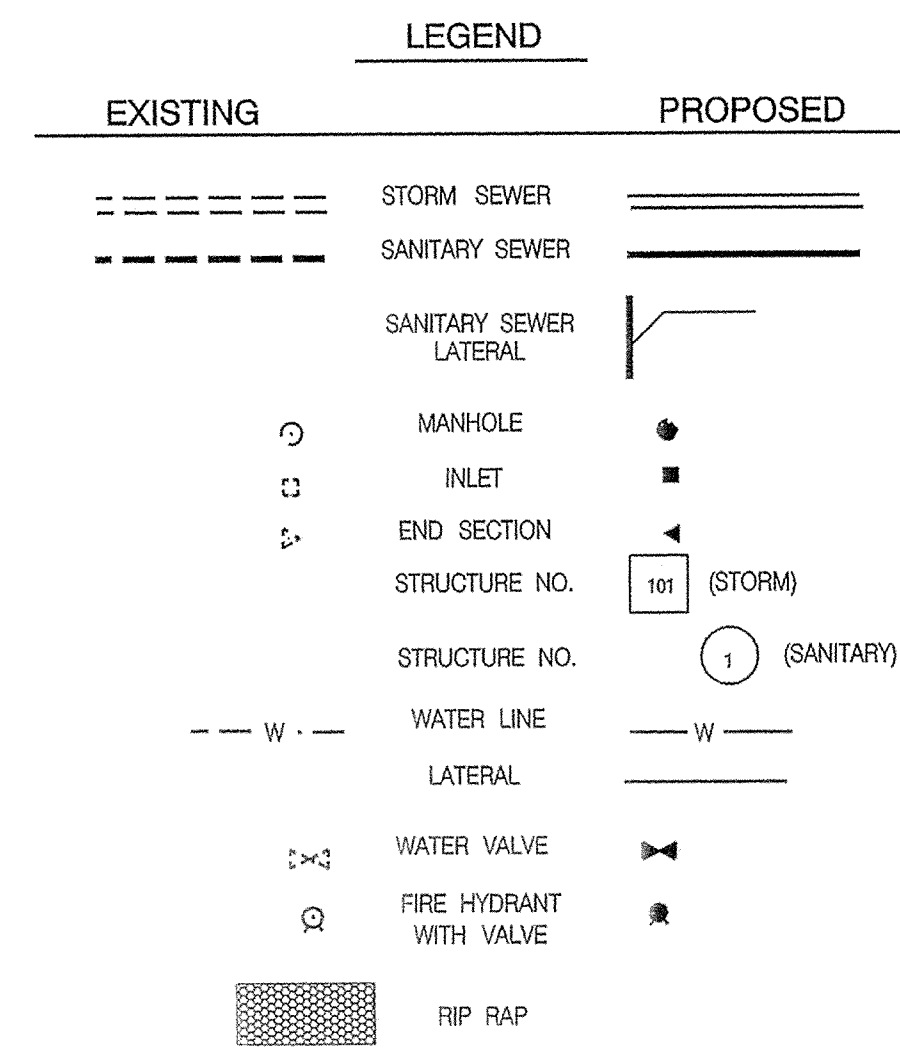 LEGEND
EXISTING PROPOSED
STORM SEWER
SANITARY SEWER
SANITARY SEWER
LATERAL
MANHOLE
INLET
END SECTION
STRUCTURE NO. 101 (STORM)
STRUCTURE NO. 1 (SANITARY)
W WATER LINE W
LATERAL
WATER VALVE
FIRE HYDRANT
WITH VALVE
RIP RAP